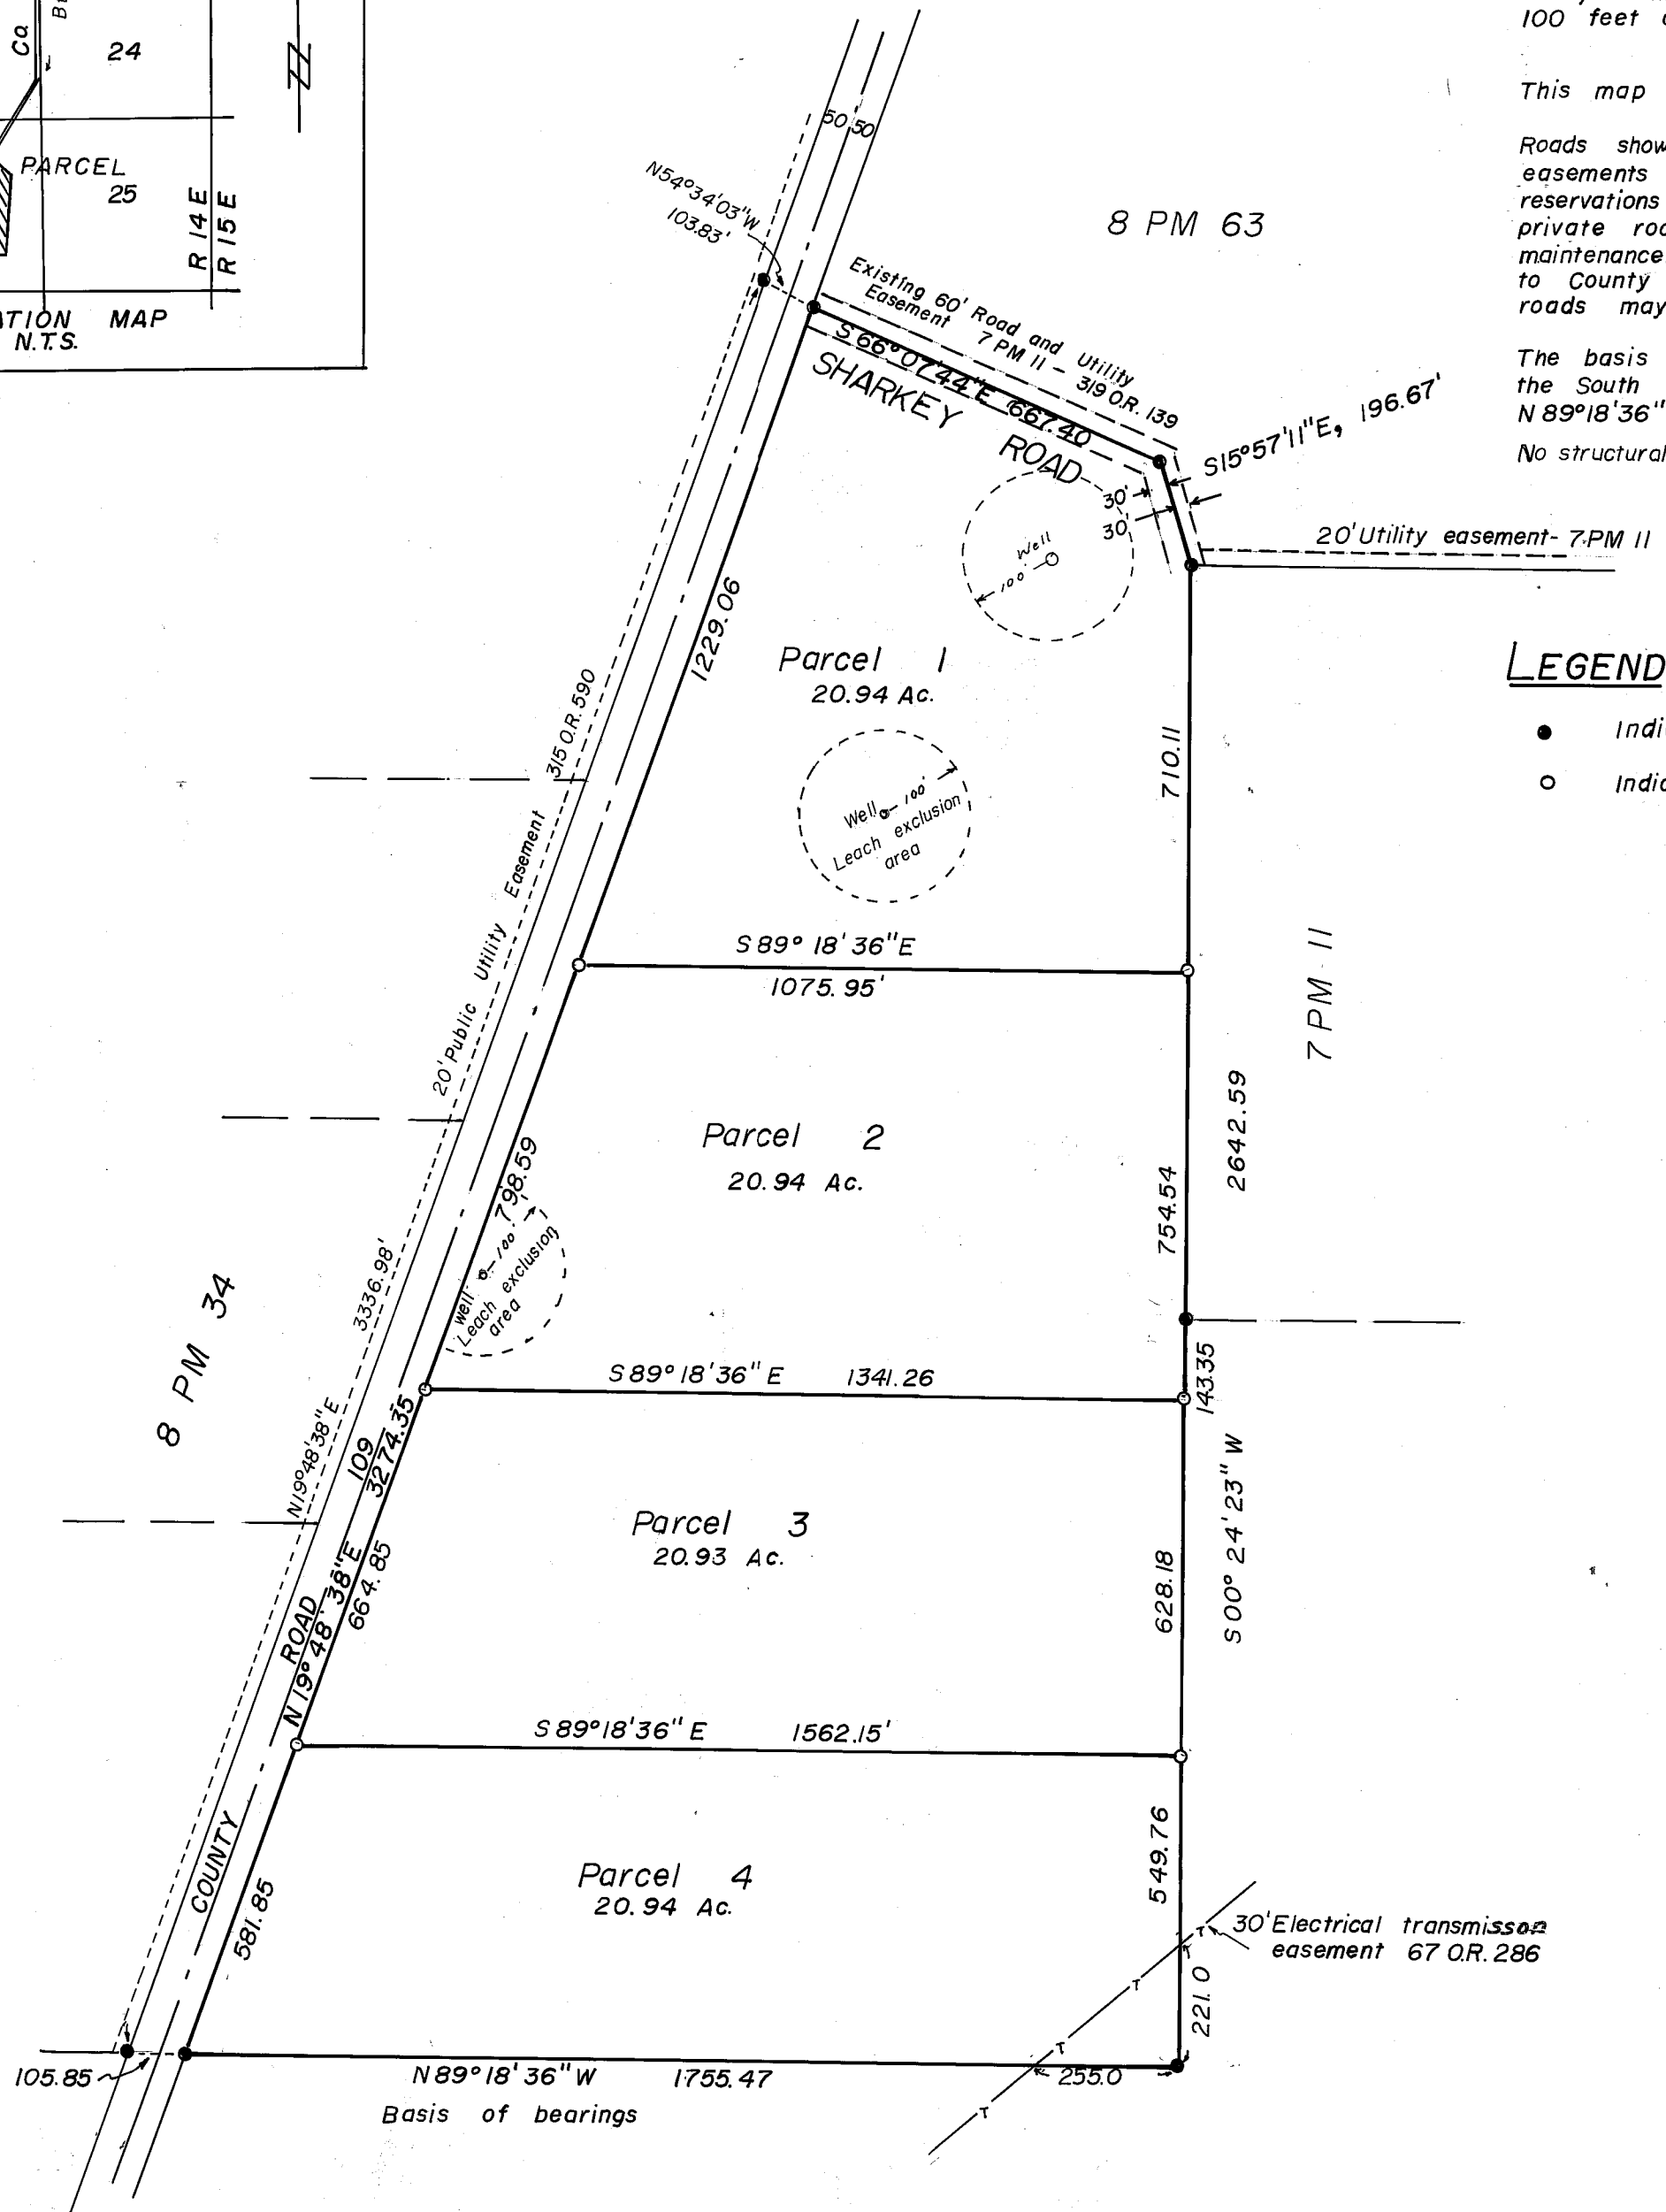 Ca
24
PARCEL
25
R 14 E
R 15 E
MAP
N.T.S.
100 feet
This map
Roads
easements
reservations
private
maintenance
to County
roads may
The basis
the South
N 89°18'36"
No structural
50 50
N54°34'03"W
103.83'
8 PM 63
Existing 60' Road and Utility
Easement 7 PM 11 - 319 O.R. 139
S 66°07'44"E 667.40
SHARKEY ROAD
S15°57'11"E, 196.67'
30'
30'
20' Utility easement - 7 PM 11
Well
100'
1229.06
Parcel 1
20.94 Ac.
710.11
LEGEND
315 O.R. 590
Well 100'
Leach exclusion
area
20' Public Utility Easement
S 89° 18' 36" E
1075.95'
7 PM 11
2642.59
Parcel 2
20.94 Ac.
798.59
754.54
Well 100'
Leach exclusion
area
3336.98'
8 PM 34
S 89° 18' 36" E 1341.26
143.35
N19°48'38"E
3274.35
COUNTY ROAD 109
N 19° 48' 38" E
664.85
Parcel 3
20.93 Ac.
628.18
S 00° 24' 23" W
S 89° 18' 36" E 1562.15'
549.76
Parcel 4
20.94 Ac.
581.85
30' Electrical transmisson
easement 67 O.R. 286
T
T
T
T
221.0
105.85
N 89° 18' 36" W 1755.47
255.0
Basis of bearings